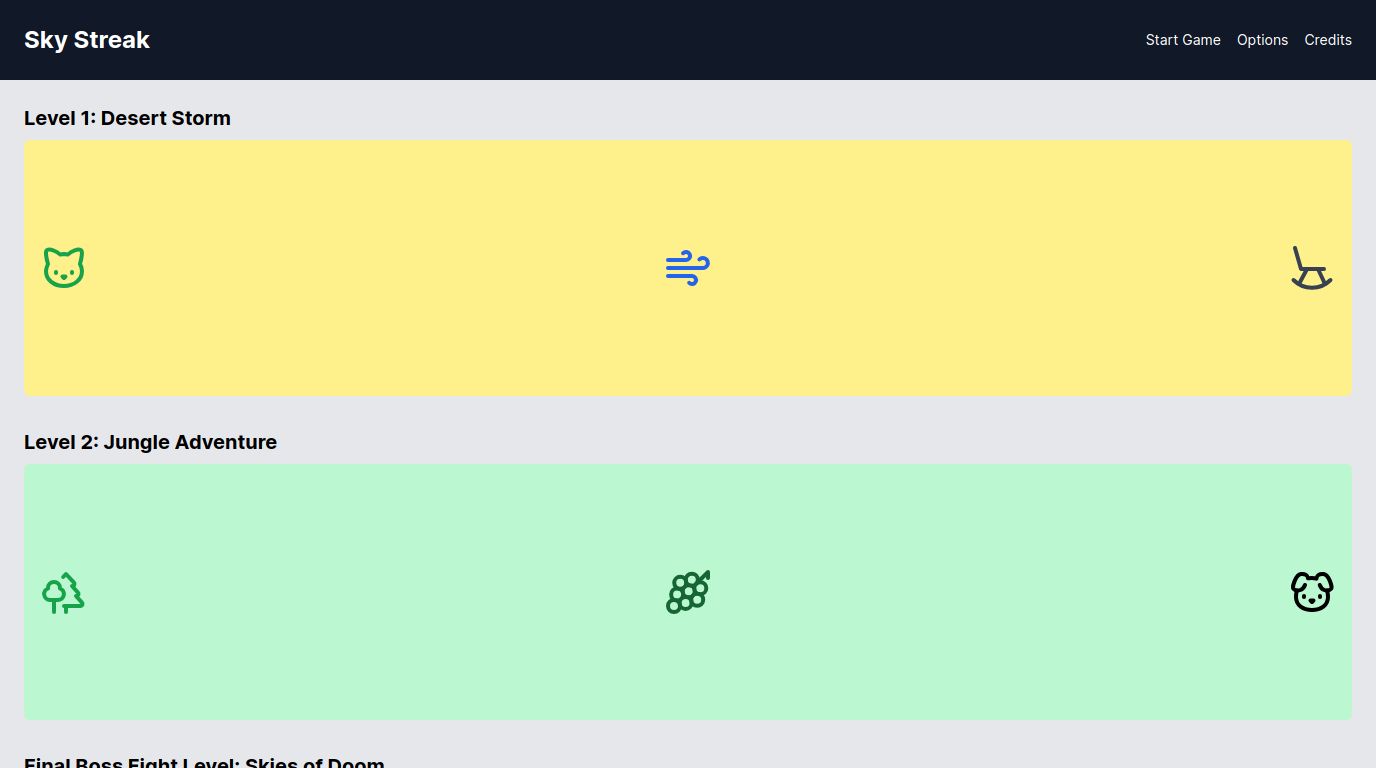 Sky Streak
Start Game Options Credits
Level 1: Desert Storm
Level 2: Jungle Adventure
Final Boss Fight Level: Skies of Doom